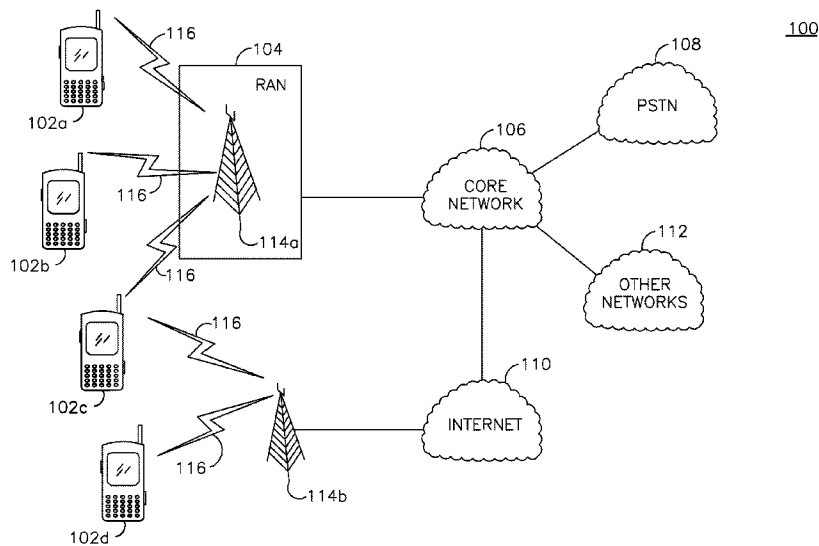 116
104
100
108
RAN
PSTN
102a
106
CORE
NETWORK
116
112
114a
102b
116
OTHER
NETWORKS
116
110
102c
INTERNET
116
114b
102d